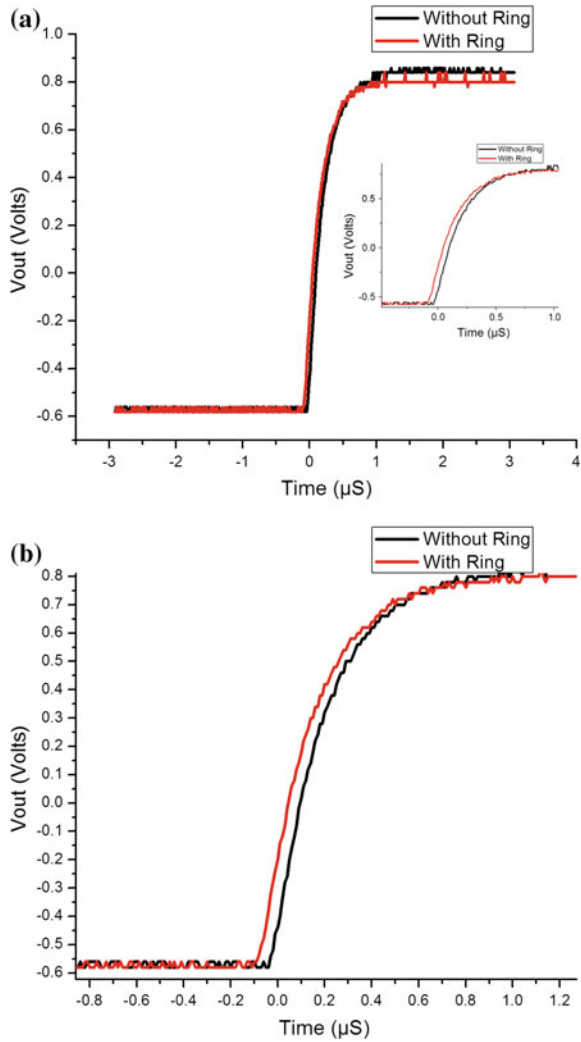 (a)
Without Ring
With Ring
1.0
0.8
0.6
0.4
0.2
0.0
-0.2
-0.4
-0.6
Vout (Volts)
-3 -2 -1 0 1 2 3 4
Time (µS)
Without Ring
With Ring
0.5
0.0
-0.5
Vout (Volts)
0.0 0.5 1.0
Time (µS)
(b)
Without Ring
With Ring
0.8
0.7
0.6
0.5
0.4
0.3
0.2
0.1
0.0
-0.1
-0.2
-0.3
-0.4
-0.5
-0.6
Vout (Volts)
-0.8 -0.6 -0.4 -0.2 0.0 0.2 0.4 0.6 0.8 1.0 1.2
Time (µS)